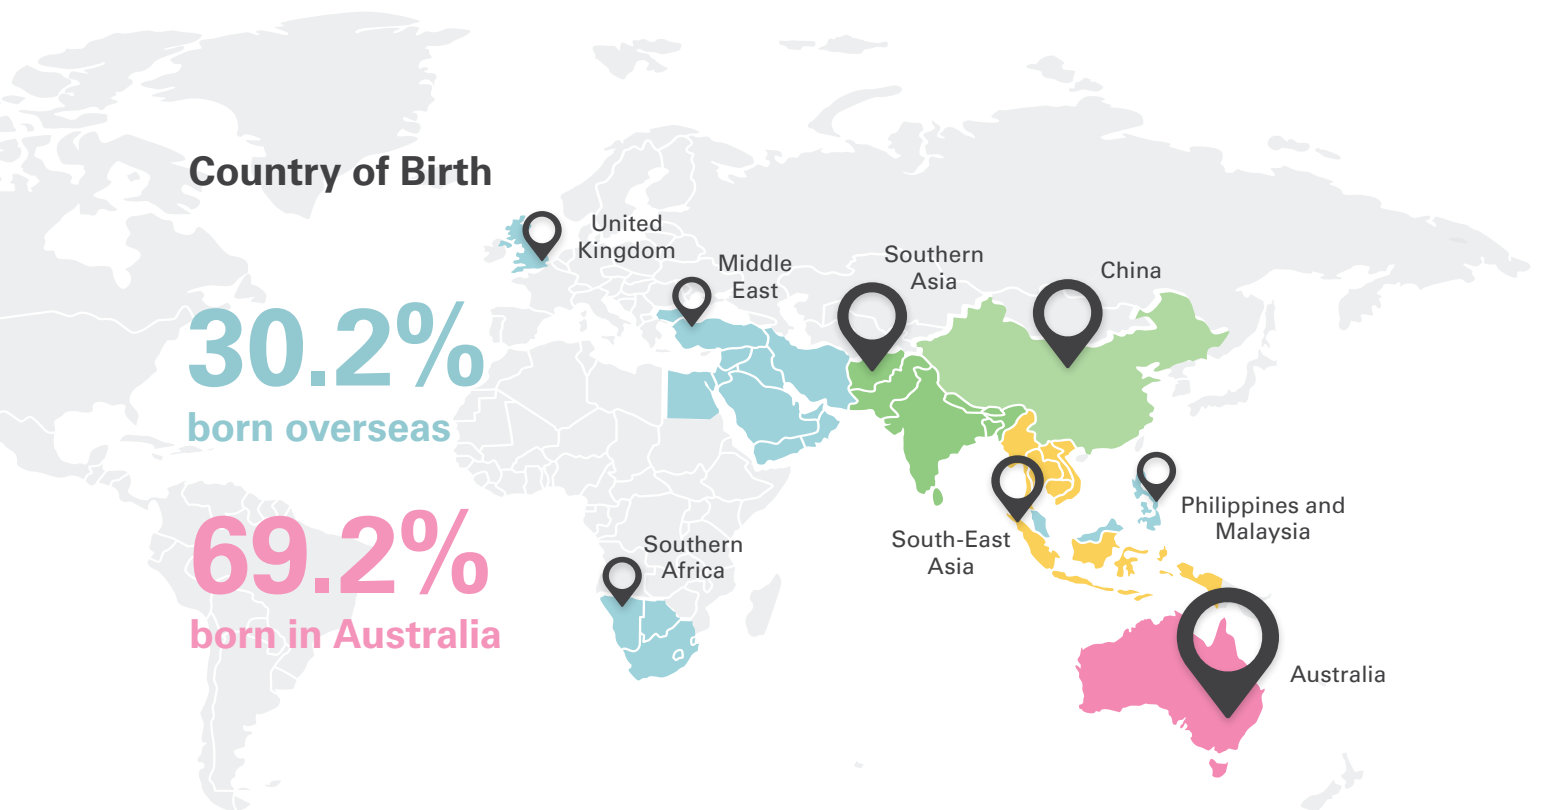 Country of Birth
30.2%
born overseas
69.2%
born in Australia
United
Kingdom
Middle
East
Southern
Asia
China
South-East
Asia
Philippines and
Malaysia
Southern
Africa
Australia